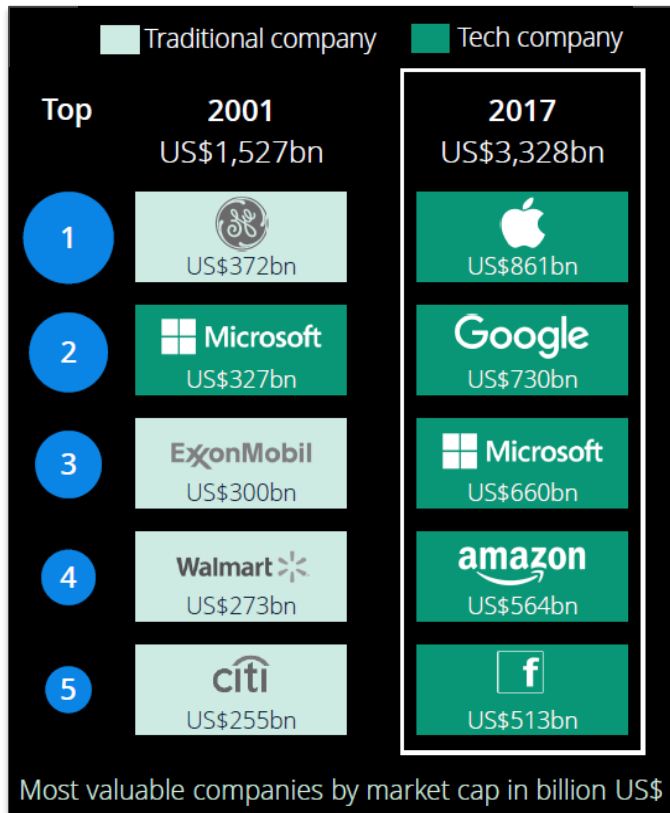 Traditional company Tech company
Top 2001 2017
US$1,527bn US$3,328bn
1
US$372bn US$861bn
2 Microsoft Google
US$327bn US$730bn
3 ExxonMobil Microsoft
US$300bn US$660bn
4 Walmart amazon
US$273bn US$564bn
5 citi f
US$255bn US$513bn
Most valuable companies by market cap in billion US$